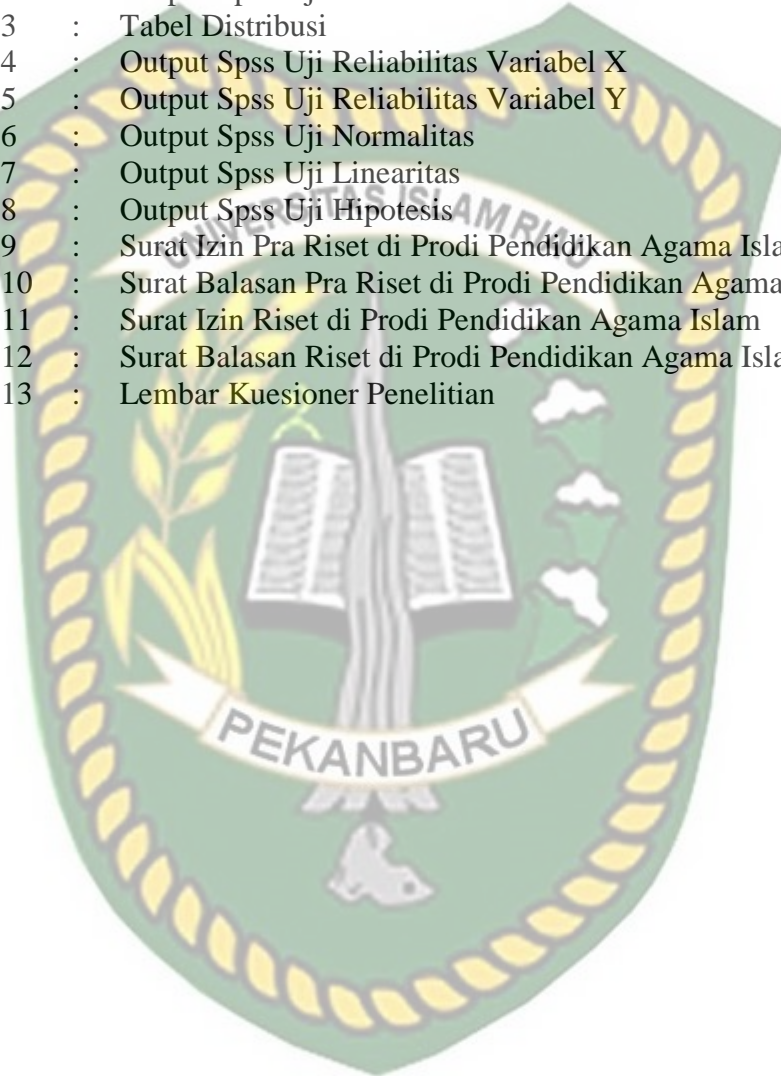 3 : Tabel Distribusi
4 : Output Spss Uji Reliabilitas Variabel X
5 : Output Spss Uji Reliabilitas Variabel Y
6 : Output Spss Uji Normalitas
7 : Output Spss Uji Linearitas
8 : Output Spss Uji Hipotesis
9 : Surat Izin Pra Riset di Prodi Pendidikan Agama Isla
10 : Surat Balasan Pra Riset di Prodi Pendidikan Agama
11 : Surat Izin Riset di Prodi Pendidikan Agama Islam
12 : Surat Balasan Riset di Prodi Pendidikan Agama Isla
13 : Lembar Kuesioner Penelitian
UNIVERSITAS ISLAM RIAU
PEKANBARU